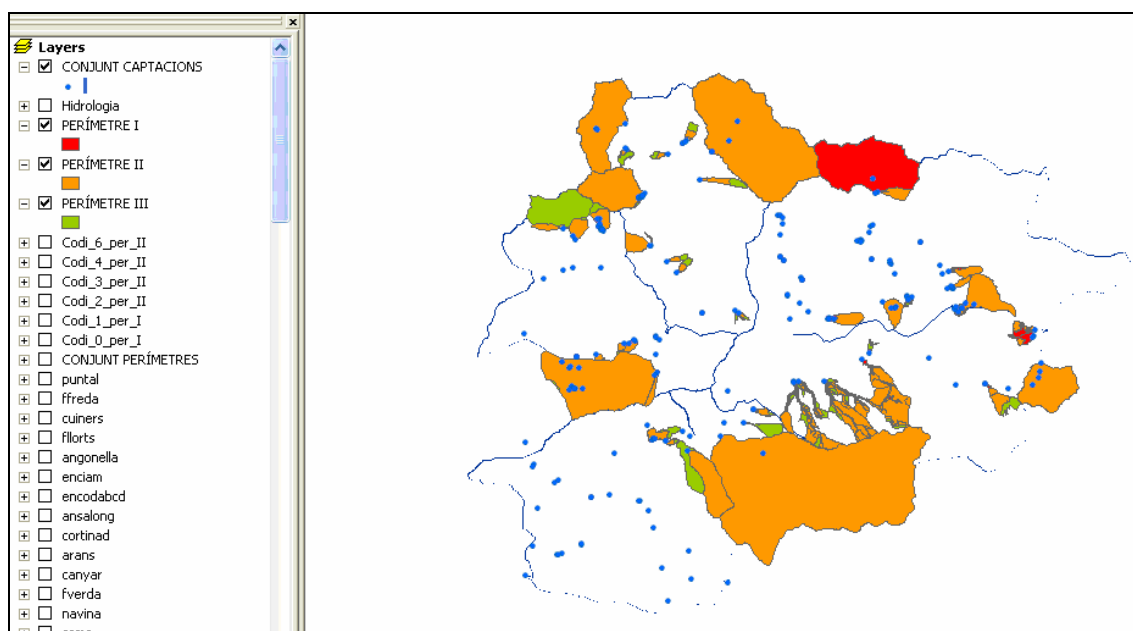 Layers
CONJUNT CAPTACIONS
Hidrologia
PERÍMETRE I
PERÍMETRE II
PERÍMETRE III
Codi_6_per_II
Codi_4_per_II
Codi_3_per_II
Codi_2_per_II
Codi_1_per_I
Codi_0_per_I
CONJUNT PERÍMETRES
puntal
ffreda
cuiners
fllorts
angonella
enciam
encodabcd
ansalong
cortinad
arans
canyar
fverda
navina